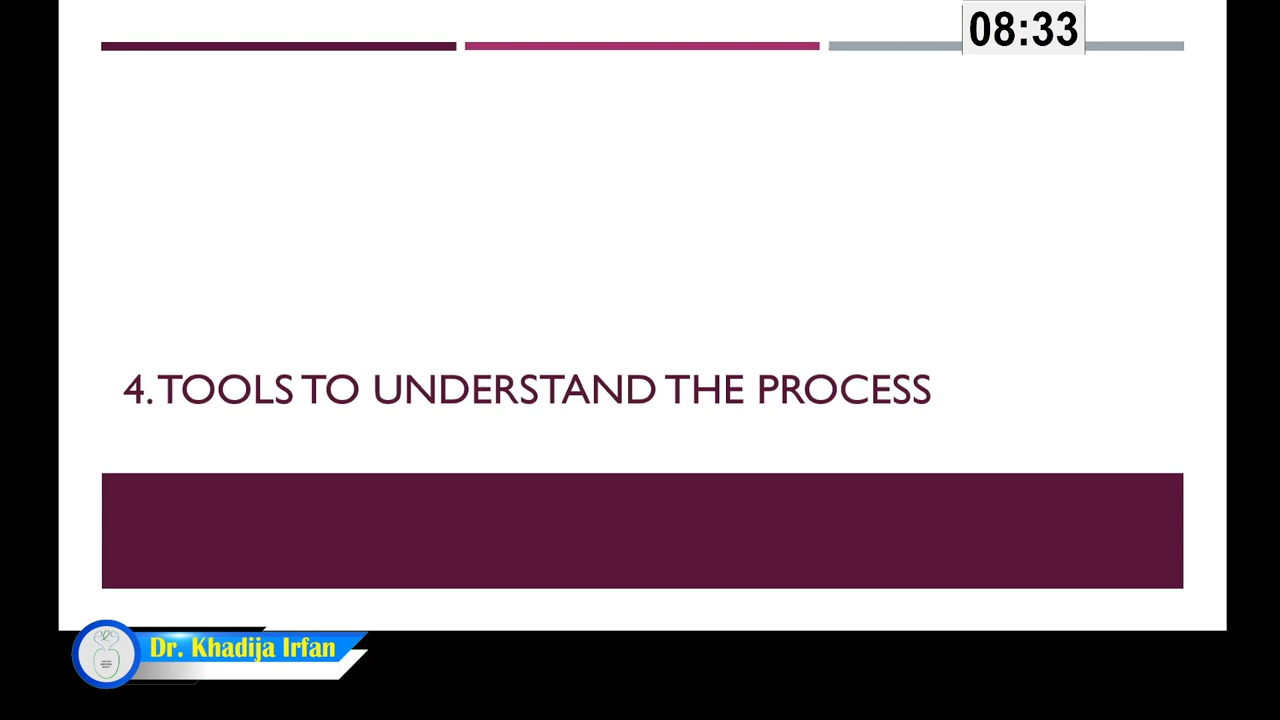 08:33
4. TOOLS TO UNDERSTAND THE PROCESS
Dr. Khadija Irfan